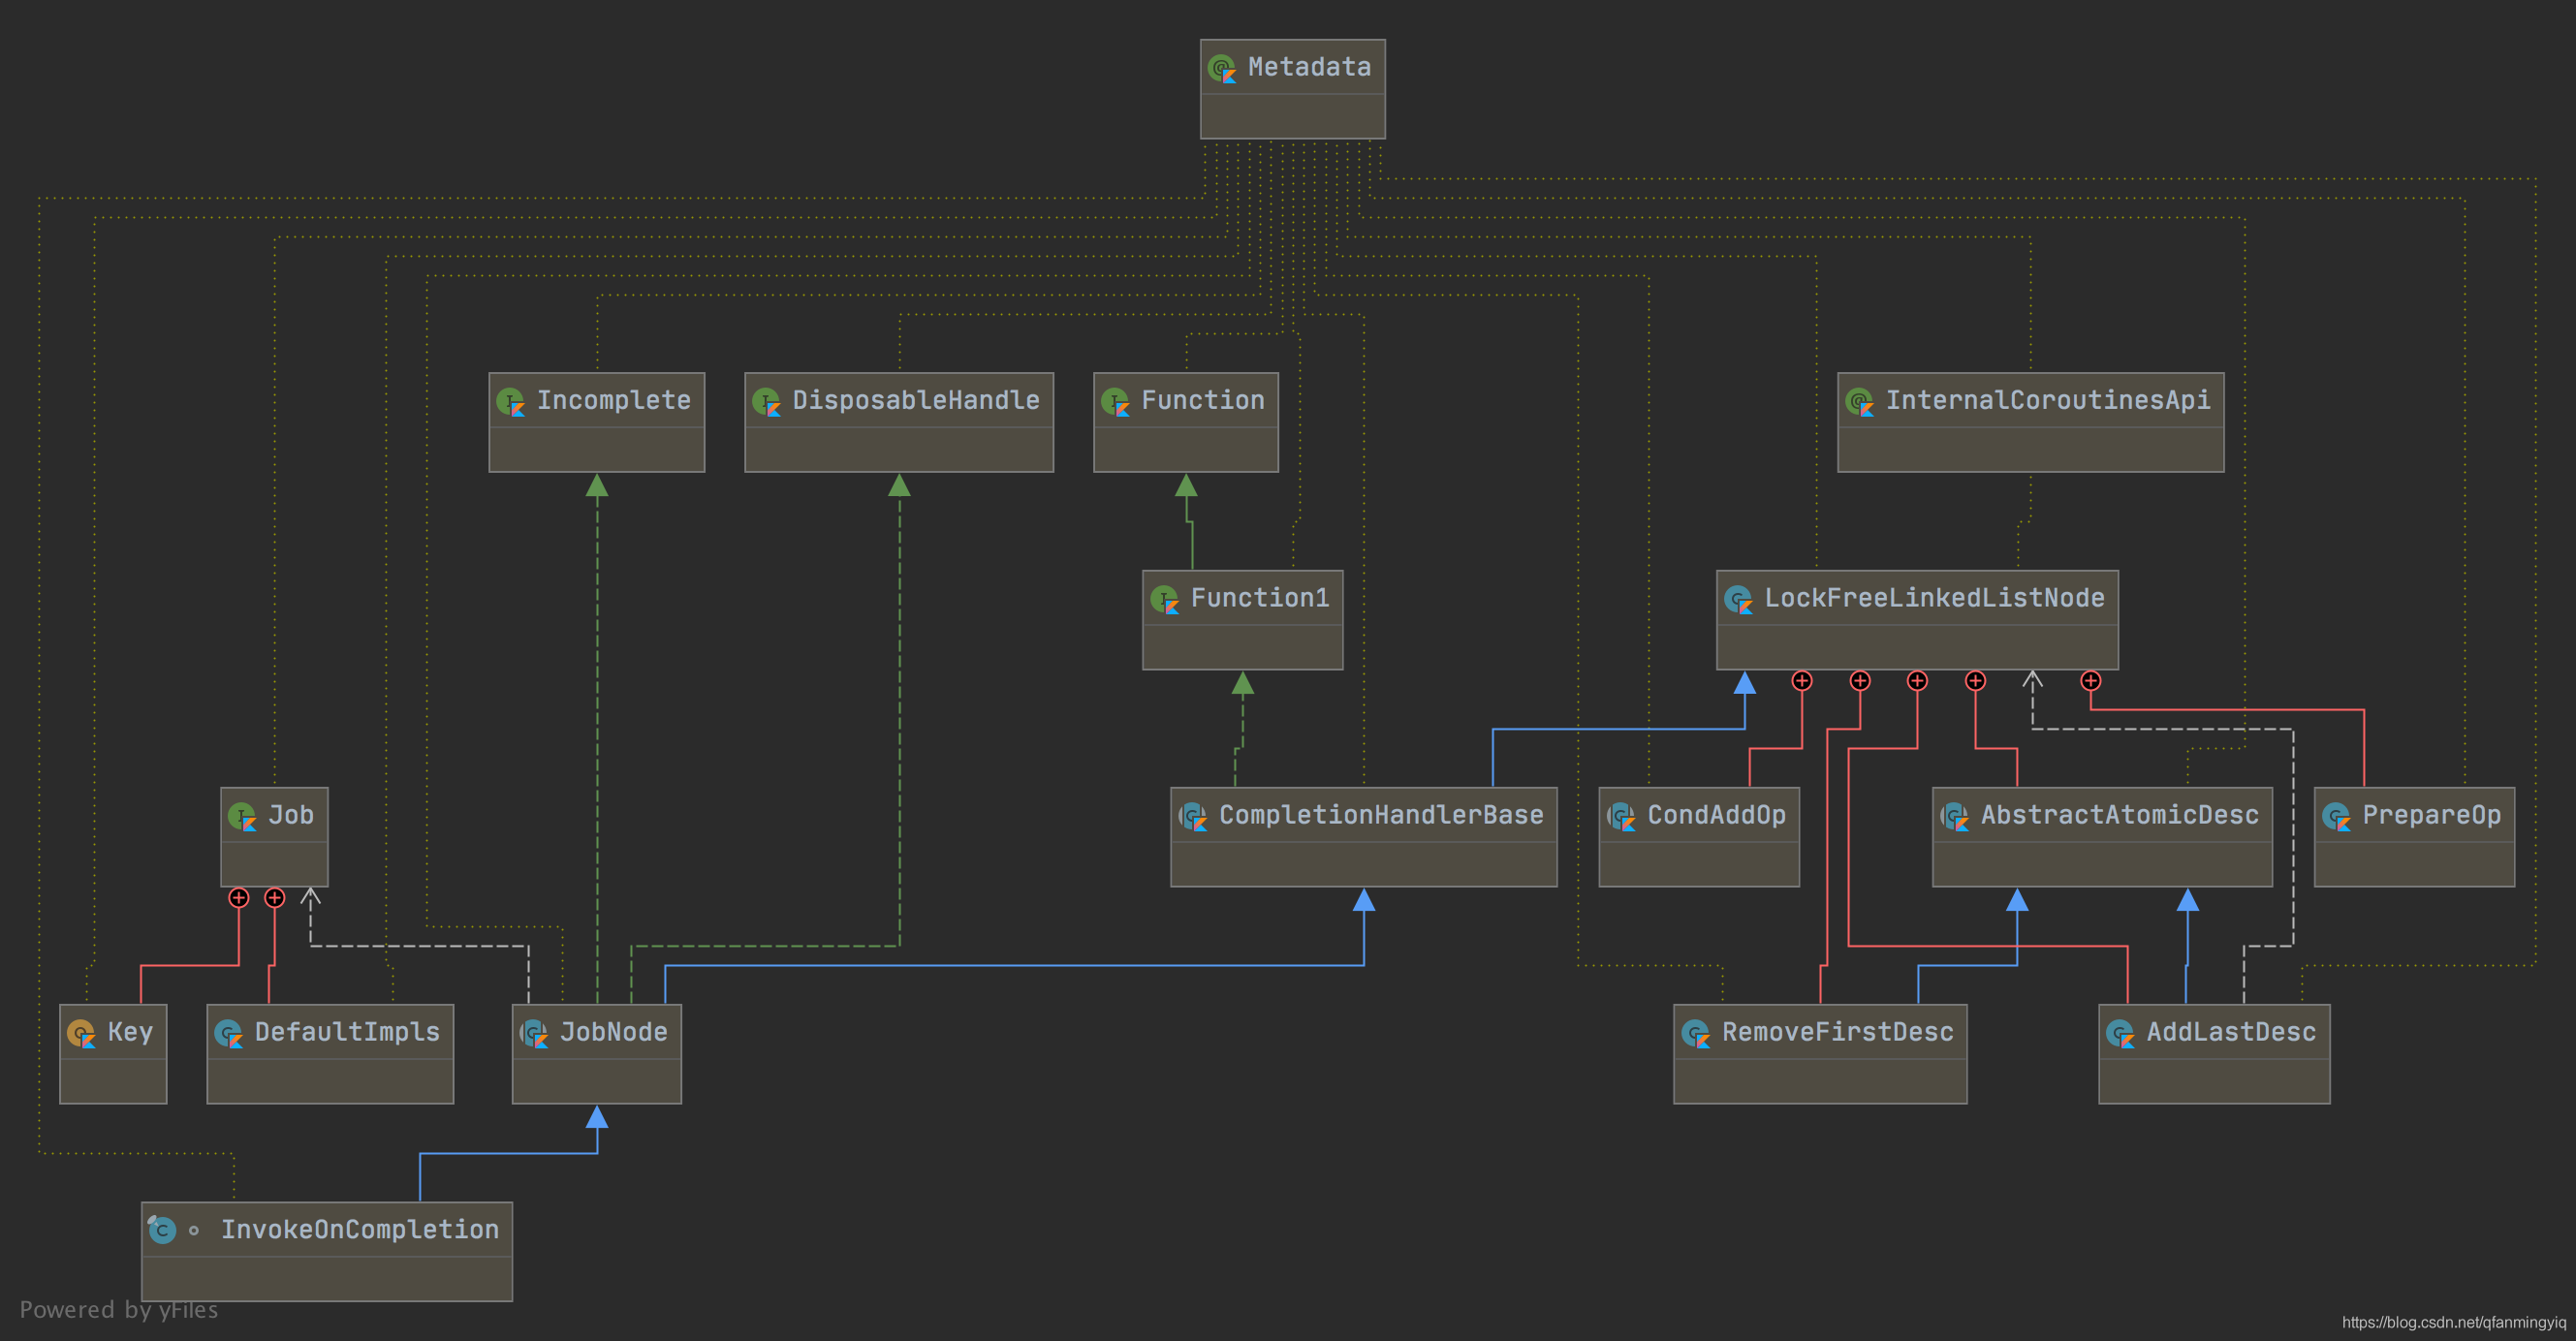 Metadata
Incomplete
DisposableHandle
Function
InternalCoroutinesApi
Function1
LockFreeLinkedListNode
Job
CompletionHandlerBase
CondAddOp
AbstractAtomicDesc
PrepareOp
Key
DefaultImpls
JobNode
RemoveFirstDesc
AddLastDesc
InvokeOnCompletion
Powered by yFiles
https://blog.csdn.net/qfanmingyiq